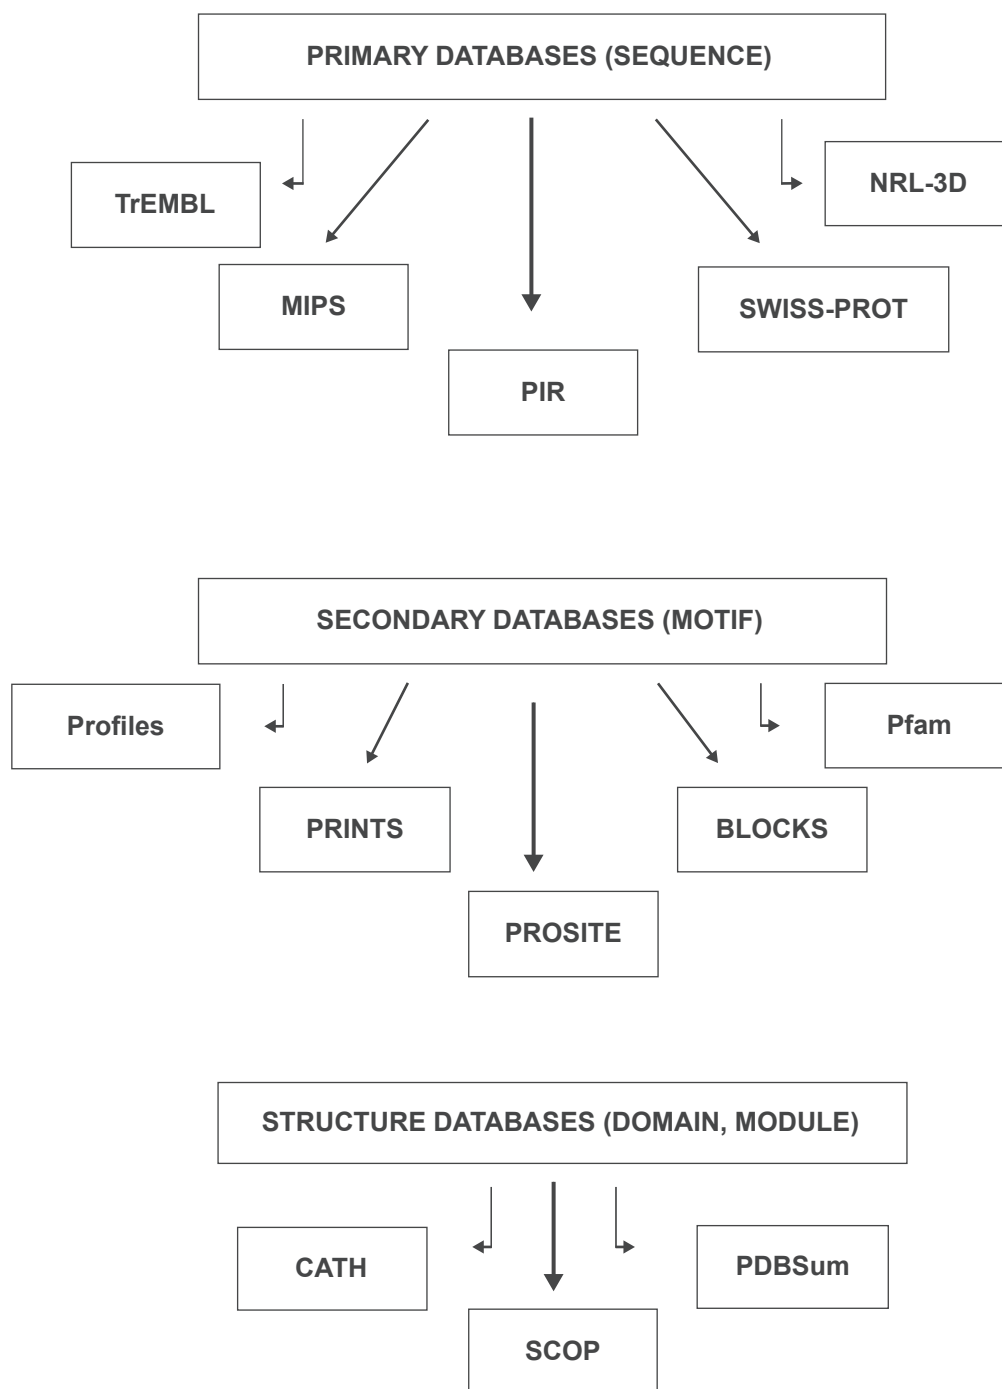 PRIMARY DATABASES (SEQUENCE)
TrEMBL
NRL-3D
MIPS
SWISS-PROT
PIR
SECONDARY DATABASES (MOTIF)
Profiles
Pfam
PRINTS
BLOCKS
PROSITE
STRUCTURE DATABASES (DOMAIN, MODULE)
CATH
PDBSum
SCOP